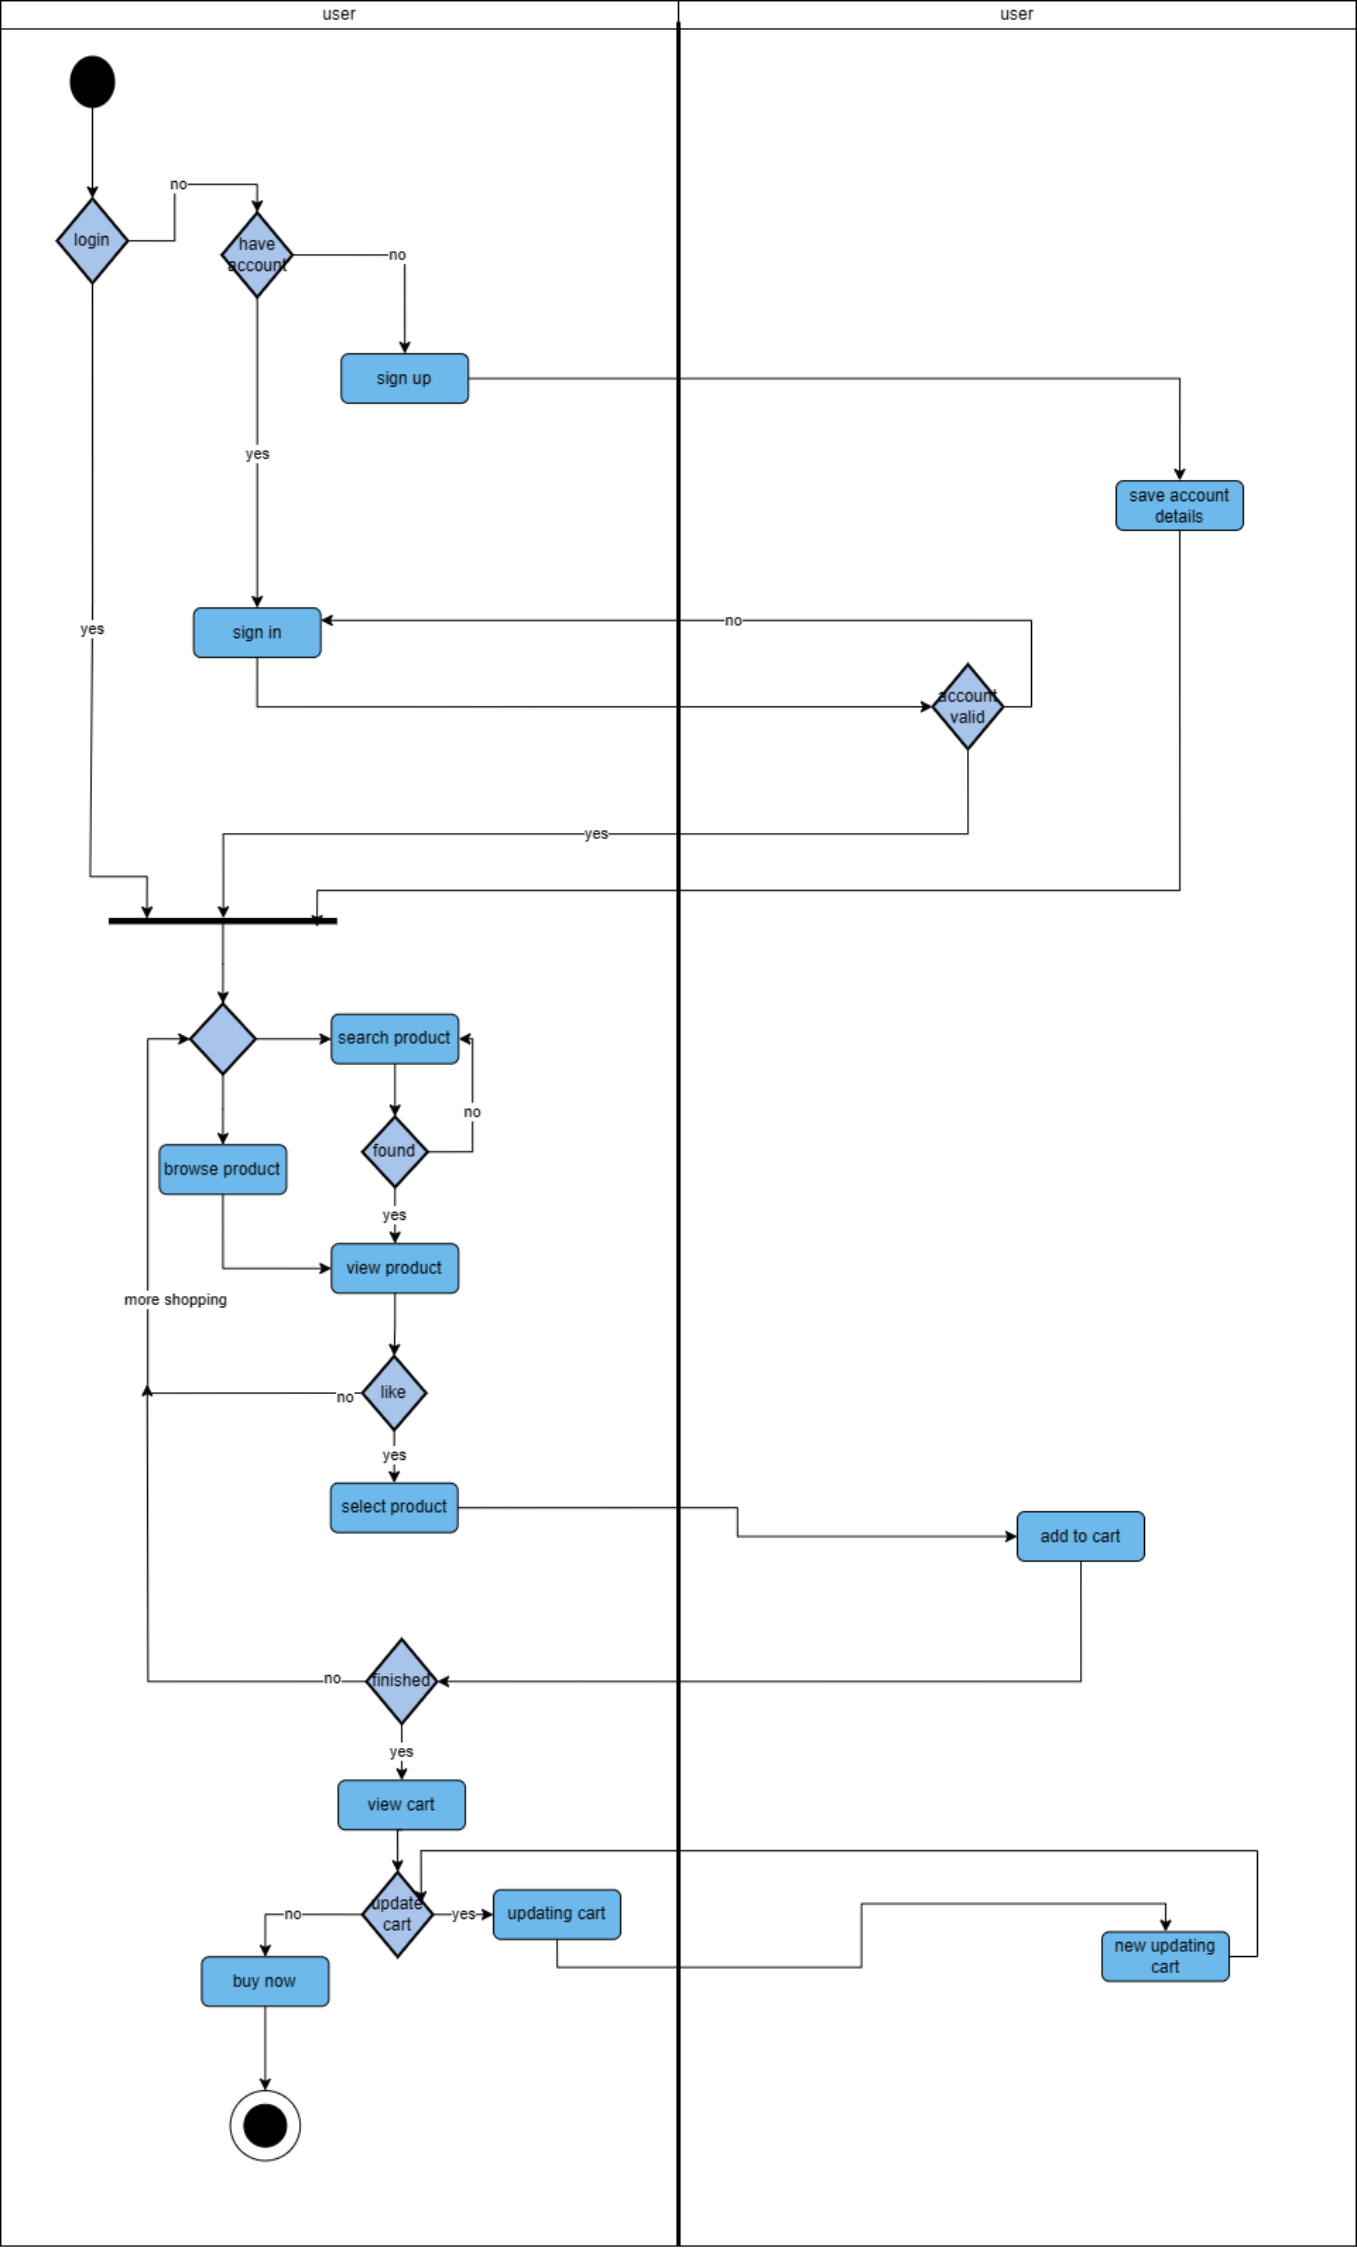 user
user
no
login
have
account
no
sign up
yes
save account
details
no
yes
sign in
account
valid
yes
search product
no
found
browse product
yes
view product
more shopping
like
no
yes
select product
add to cart
no
finished
yes
view cart
update
cart
no
yes
updating cart
new updating
cart
buy now